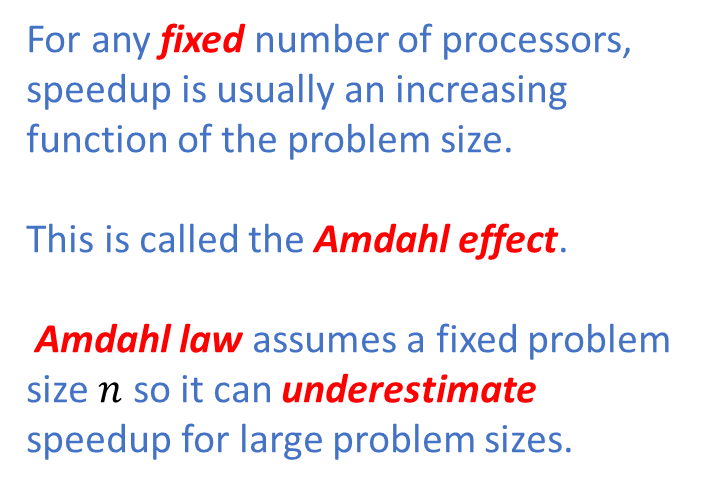 For any fixed number of processors,
speedup is usually an increasing
function of the problem size.
This is called the Amdahl effect.
Amdahl law assumes a fixed problem
size n so it can underestimate
speedup for large problem sizes.